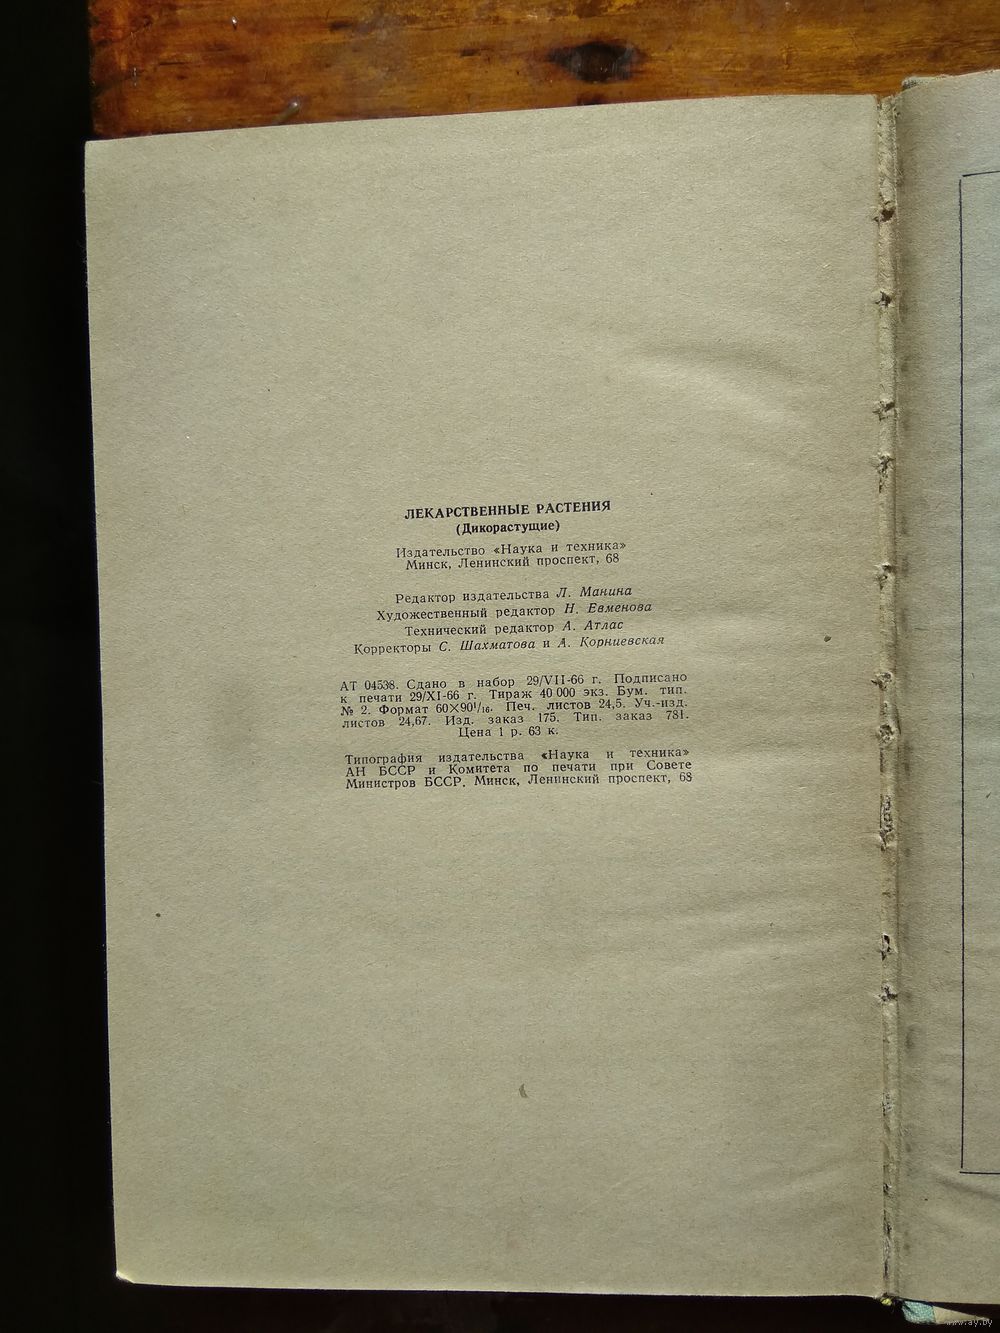 ЛЕКАРСТВЕННЫЕ РАСТЕНИЯ
(Дикорастущие)
Издательство «Наука и техника»
Минск, Ленинский проспект, 68
Редактор издательства Л. Манина
Художественный редактор Н. Евменова
Технический редактор А. Атлас
Корректоры С. Шахматова и А. Корниевская
АТ 04538. Сдано в набор 29/VII-66 г. Подписано
к печати 29/XI-66 г. Тираж 40 000 экз. Бум. тип.
№ 2. Формат 60×90¹/₁₆. Печ. листов 24,5. Уч.-изд.
листов 24,67. Изд. заказ 175. Тип. заказ 781.
Цена 1 р. 63 к.
Типография издательства «Наука и техника»
АН БССР и Комитета по печати при Совете
Министров БССР. Минск, Ленинский проспект, 68
www.ay.by